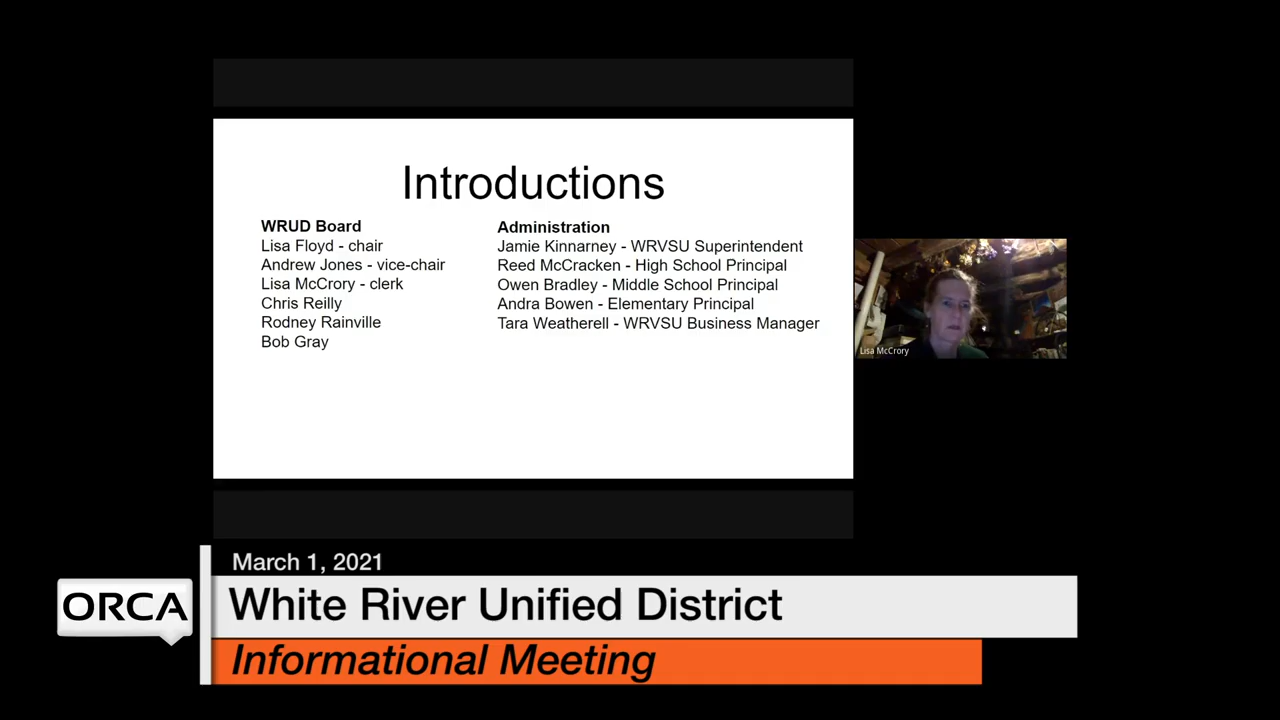 Introductions
WRUD Board
Lisa Floyd - chair
Andrew Jones - vice-chair
Lisa McCrory - clerk
Chris Reilly
Rodney Rainville
Bob Gray
Administration
Jamie Kinnarney - WRVSU Superintendent
Reed McCracken - High School Principal
Owen Bradley - Middle School Principal
Andra Bowen - Elementary Principal
Tara Weatherell - WRVSU Business Manager
Lisa McCrory
March 1, 2021
ORCA
White River Unified District
Informational Meeting